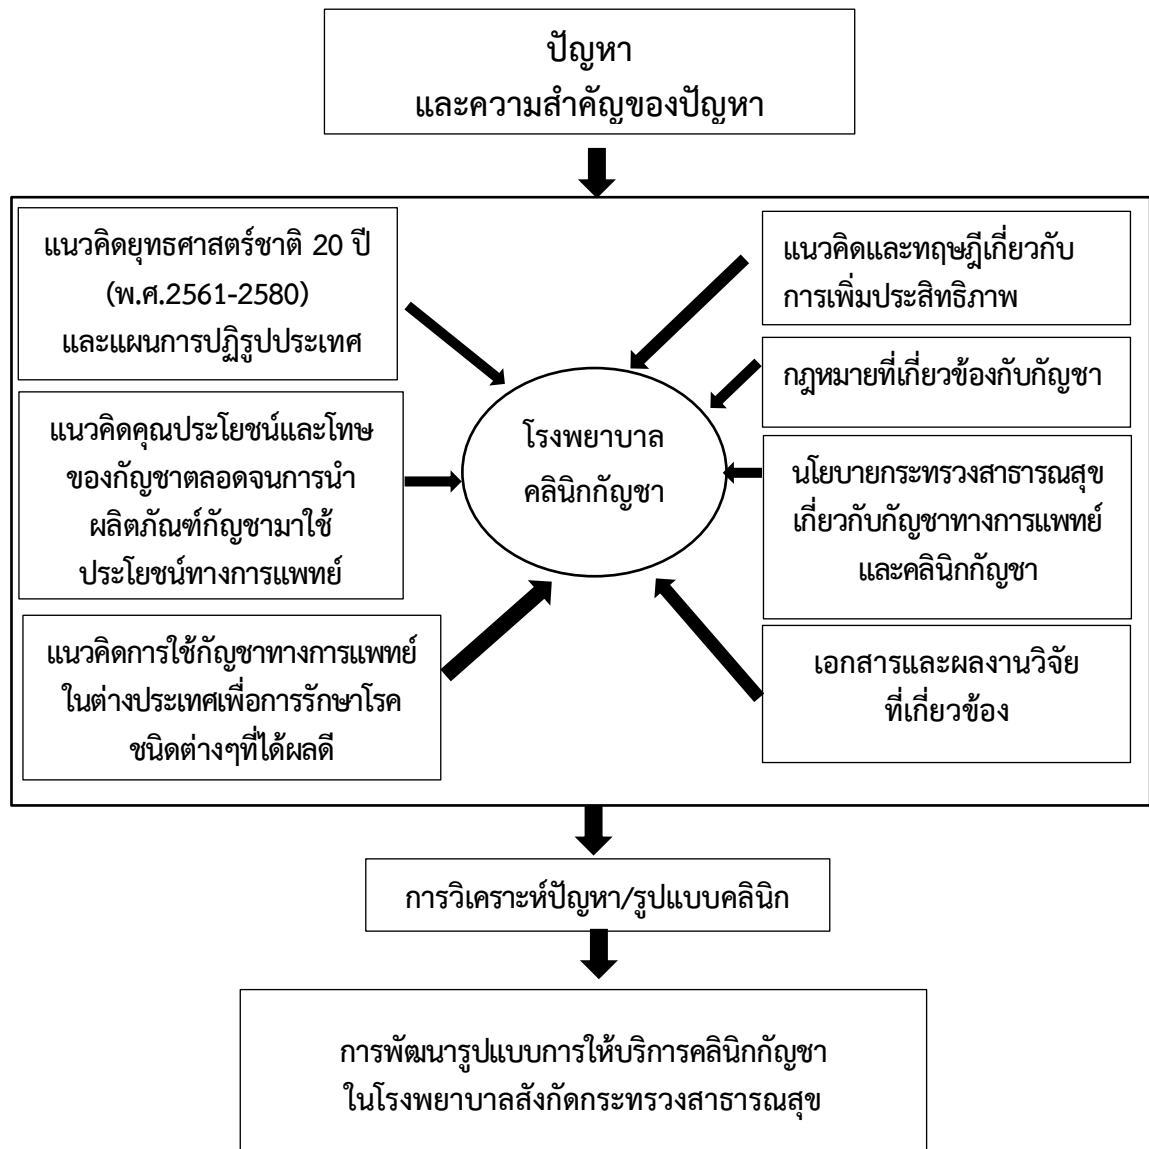 ปัญหา
และความสำคัญของปัญหา
แนวคิดยุทธศาสตร์ชาติ 20 ปี
(พ.ศ.2561-2580)
และแผนการปฏิรูปประเทศ
แนวคิดคุณประโยชน์และโทษ
ของกัญชาตลอดจนการนำ
ผลิตภัณฑ์กัญชามาใช้
ประโยชน์ทางการแพทย์
แนวคิดการใช้กัญชาทางการแพทย์
ในต่างประเทศเพื่อการรักษาโรค
ชนิดต่างๆที่ได้ผลดี
โรงพยาบาล
คลินิกกัญชา
แนวคิดและทฤษฎีเกี่ยวกับ
การเพิ่มประสิทธิภาพ
กฎหมายที่เกี่ยวข้องกับกัญชา
นโยบายกระทรวงสาธารณสุข
เกี่ยวกับกัญชาทางการแพทย์
และคลินิกกัญชา
เอกสารและผลงานวิจัย
ที่เกี่ยวข้อง
การวิเคราะห์ปัญหา/รูปแบบคลินิก
การพัฒนารูปแบบการให้บริการคลินิกกัญชา
ในโรงพยาบาลสังกัดกระทรวงสาธารณสุข